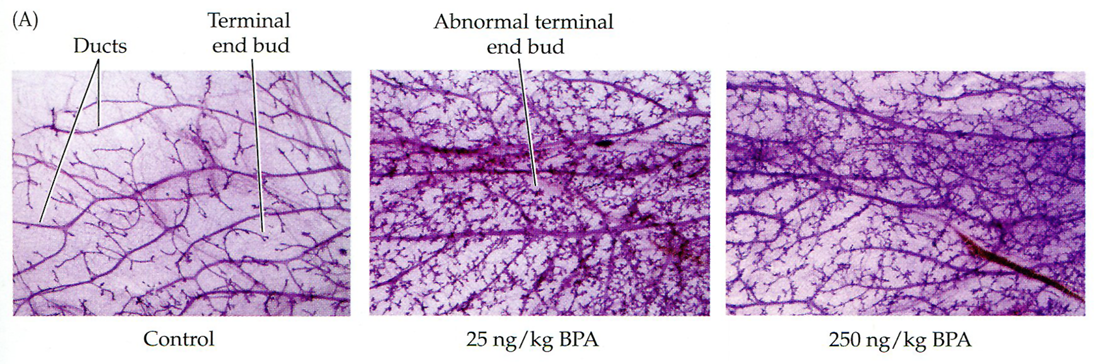 (A)
Ducts
Terminal
end bud
Abnormal terminal
end bud
Control
25 ng/kg BPA
250 ng/kg BPA